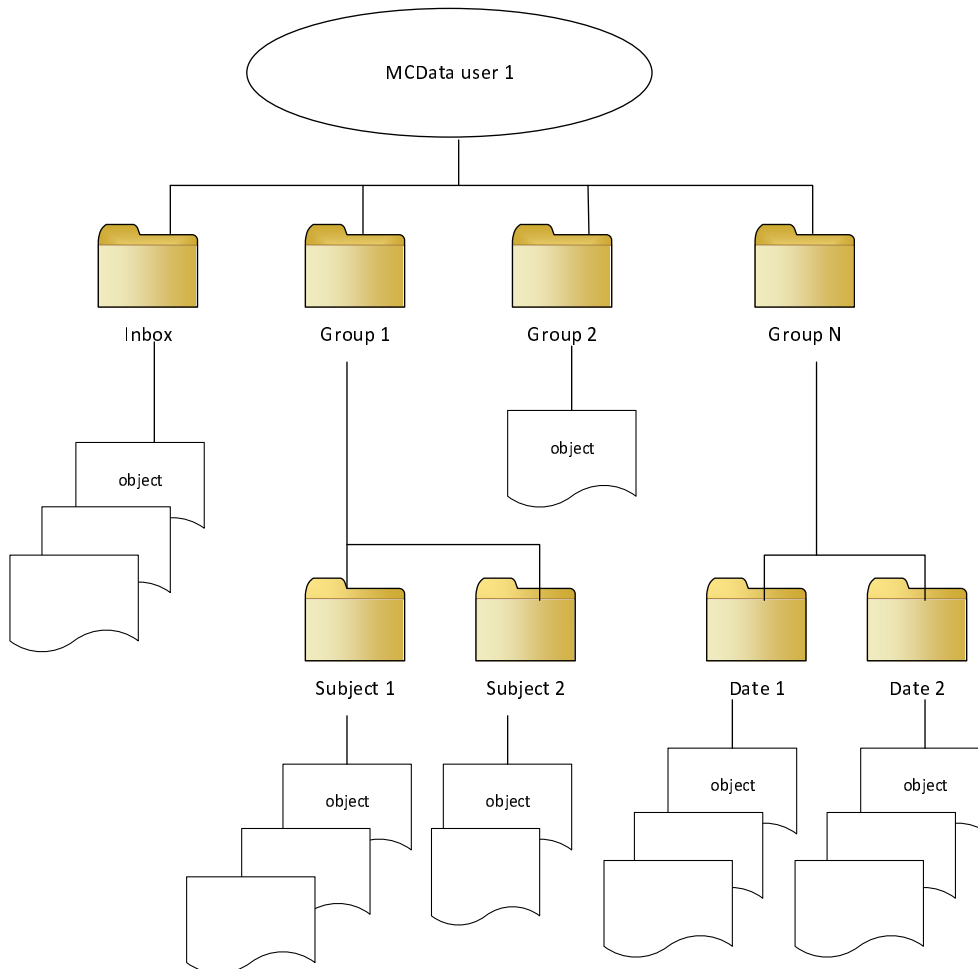 MCData user 1
Inbox
Group 1
Group 2
Group N
object
object
Subject 1
Subject 2
Date 1
Date 2
object
object
object
object